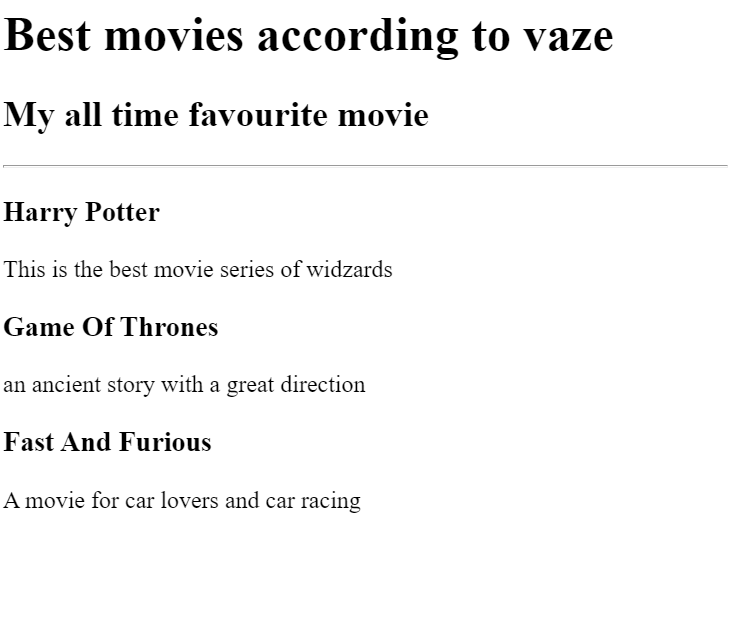 Best movies according to vaze
My all time favourite movie
Harry Potter
This is the best movie series of widzards
Game Of Thrones
an ancient story with a great direction
Fast And Furious
A movie for car lovers and car racing